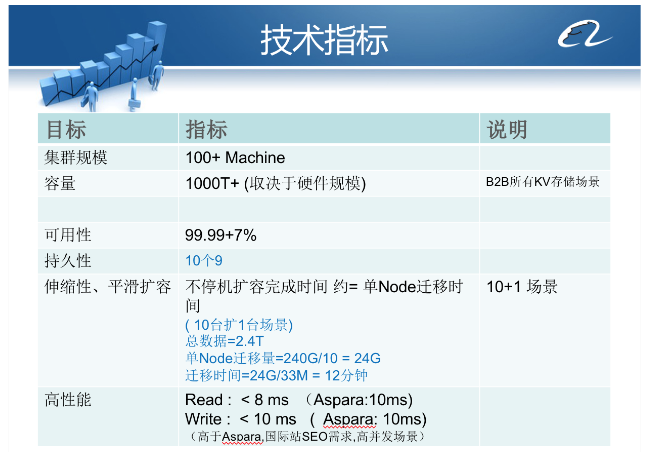 技术指标
目标 指标 说明
集群规模 100+ Machine
容量 1000T+ (取决于硬件规模) B2B所有KV存储场景
可用性 99.99+7%
持久性 10个9
伸缩性、平滑扩容 不停机扩容完成时间 约= 单Node迁移时 10+1 场景
间
( 10台扩1台场景)
总数据=2.4T
单Node迁移量=240G/10 = 24G
迁移时间=24G/33M = 12分钟
高性能 Read : < 8 ms （Aspara:10ms)
Write : < 10 ms ( Aspara: 10ms)
（高于Aspara,国际站SEO需求,高并发场景）